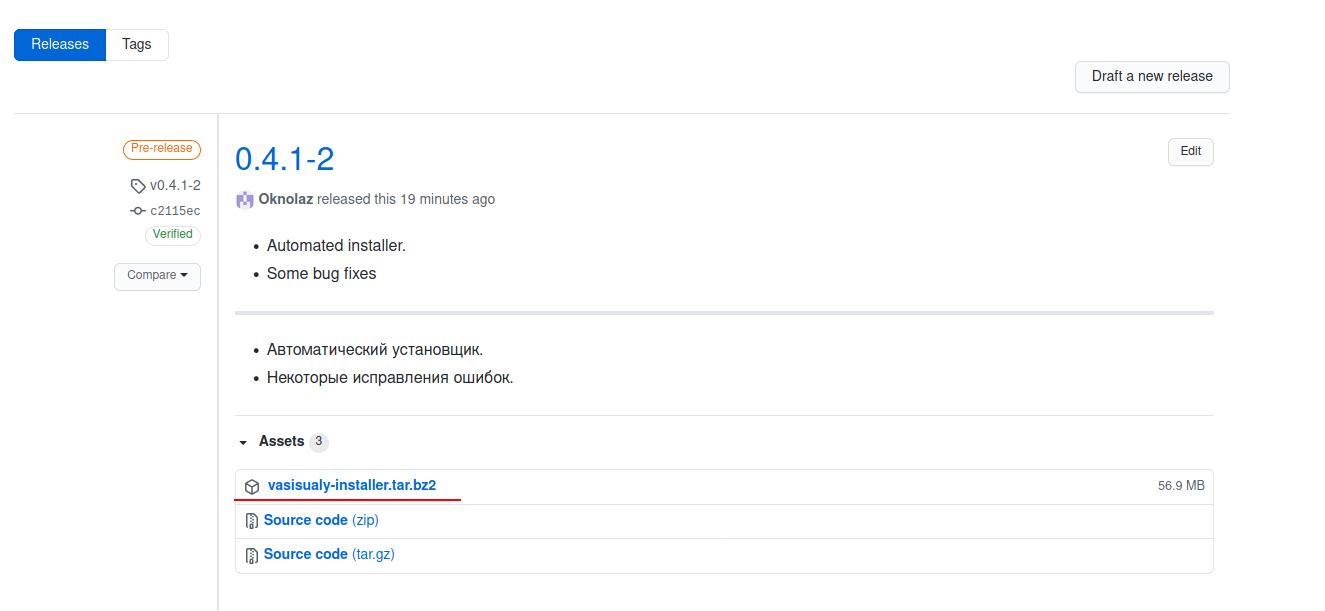 Releases Tags
Draft a new release
Pre-release
v0.4.1-2
c2115ec
Verified
Compare
0.4.1-2
Edit
Oknolaz released this 19 minutes ago
• Automated installer.
• Some bug fixes
• Автоматический установщик.
• Некоторые исправления ошибок.
Assets 3
vasisualy-installer.tar.bz2 56.9 MB
Source code (zip)
Source code (tar.gz)